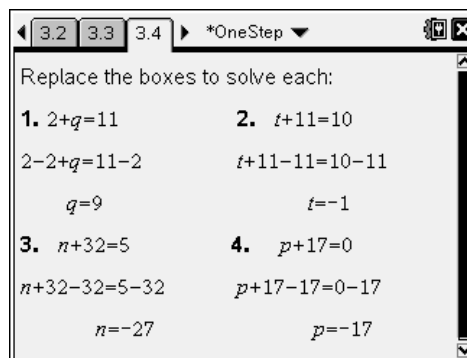 3.2 3.3 3.4 *OneStep
Replace the boxes to solve each:
1. 2+q=11
2-2+q=11-2
q=9
2. t+11=10
t+11-11=10-11
t=-1
3. n+32=5
n+32-32=5-32
n=-27
4. p+17=0
p+17-17=0-17
p=-17